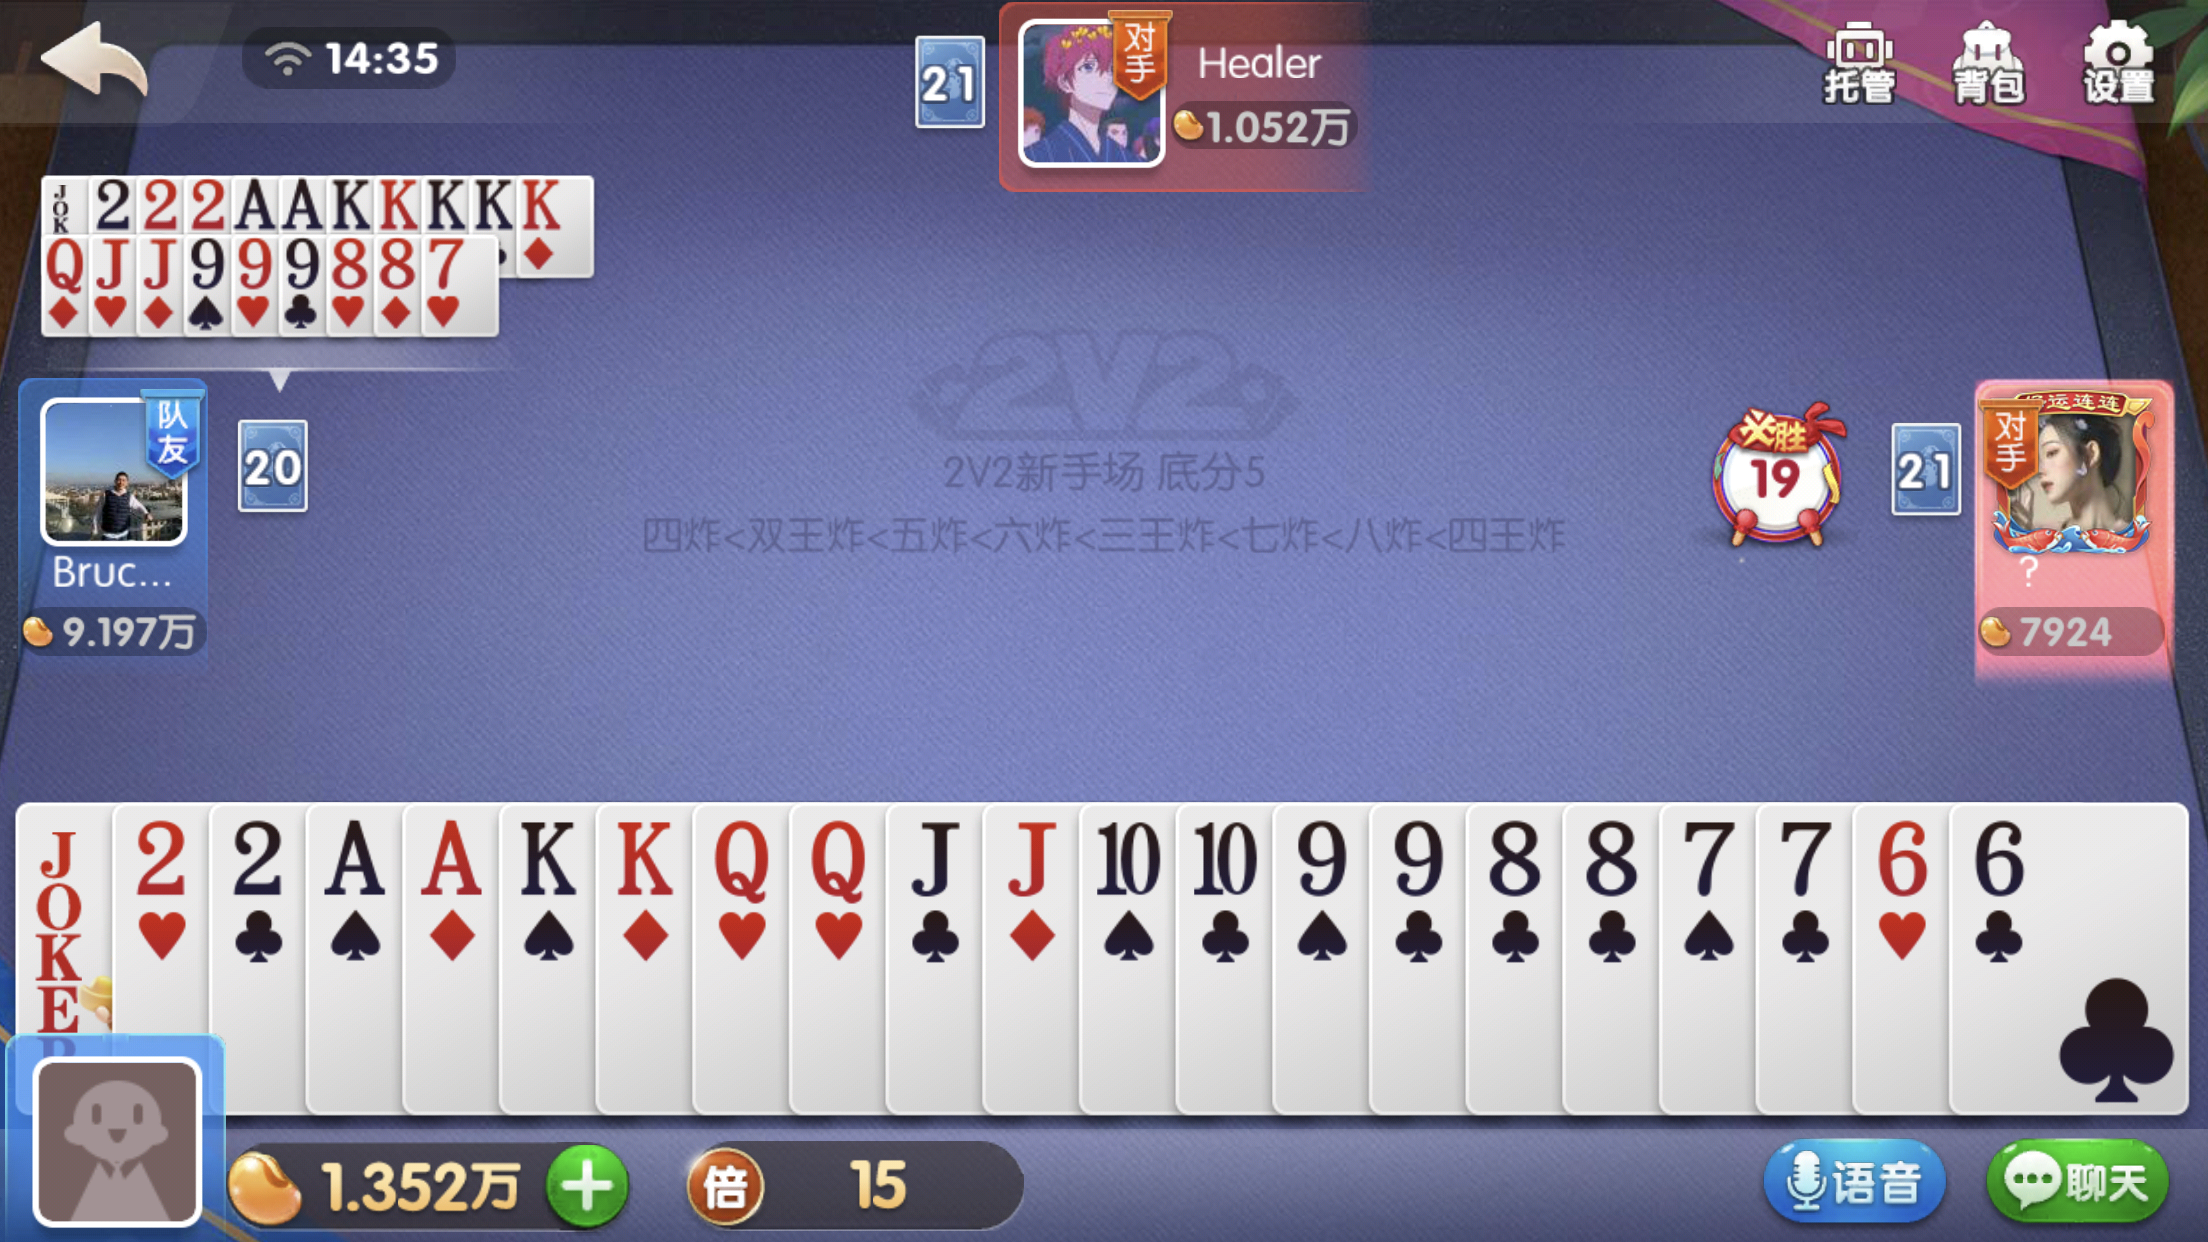 14:35
21
对手
Healer
1.052万
托管
背包
设置
JOK 2 2 2 A A K K K K K
Q J J 9 9 9 8 8 7
2V2
2V2新手场 底分5
四炸<双王炸<五炸<六炸<三王炸<七炸<八炸<四王炸
队友
20
Bruc...
9.197万
必胜
19
21
好运连连
对手
?
7924
JOKER 2 2 A A K K Q Q J J 10 10 9 9 8 8 7 7 6 6
1.352万
倍
15
语音
聊天